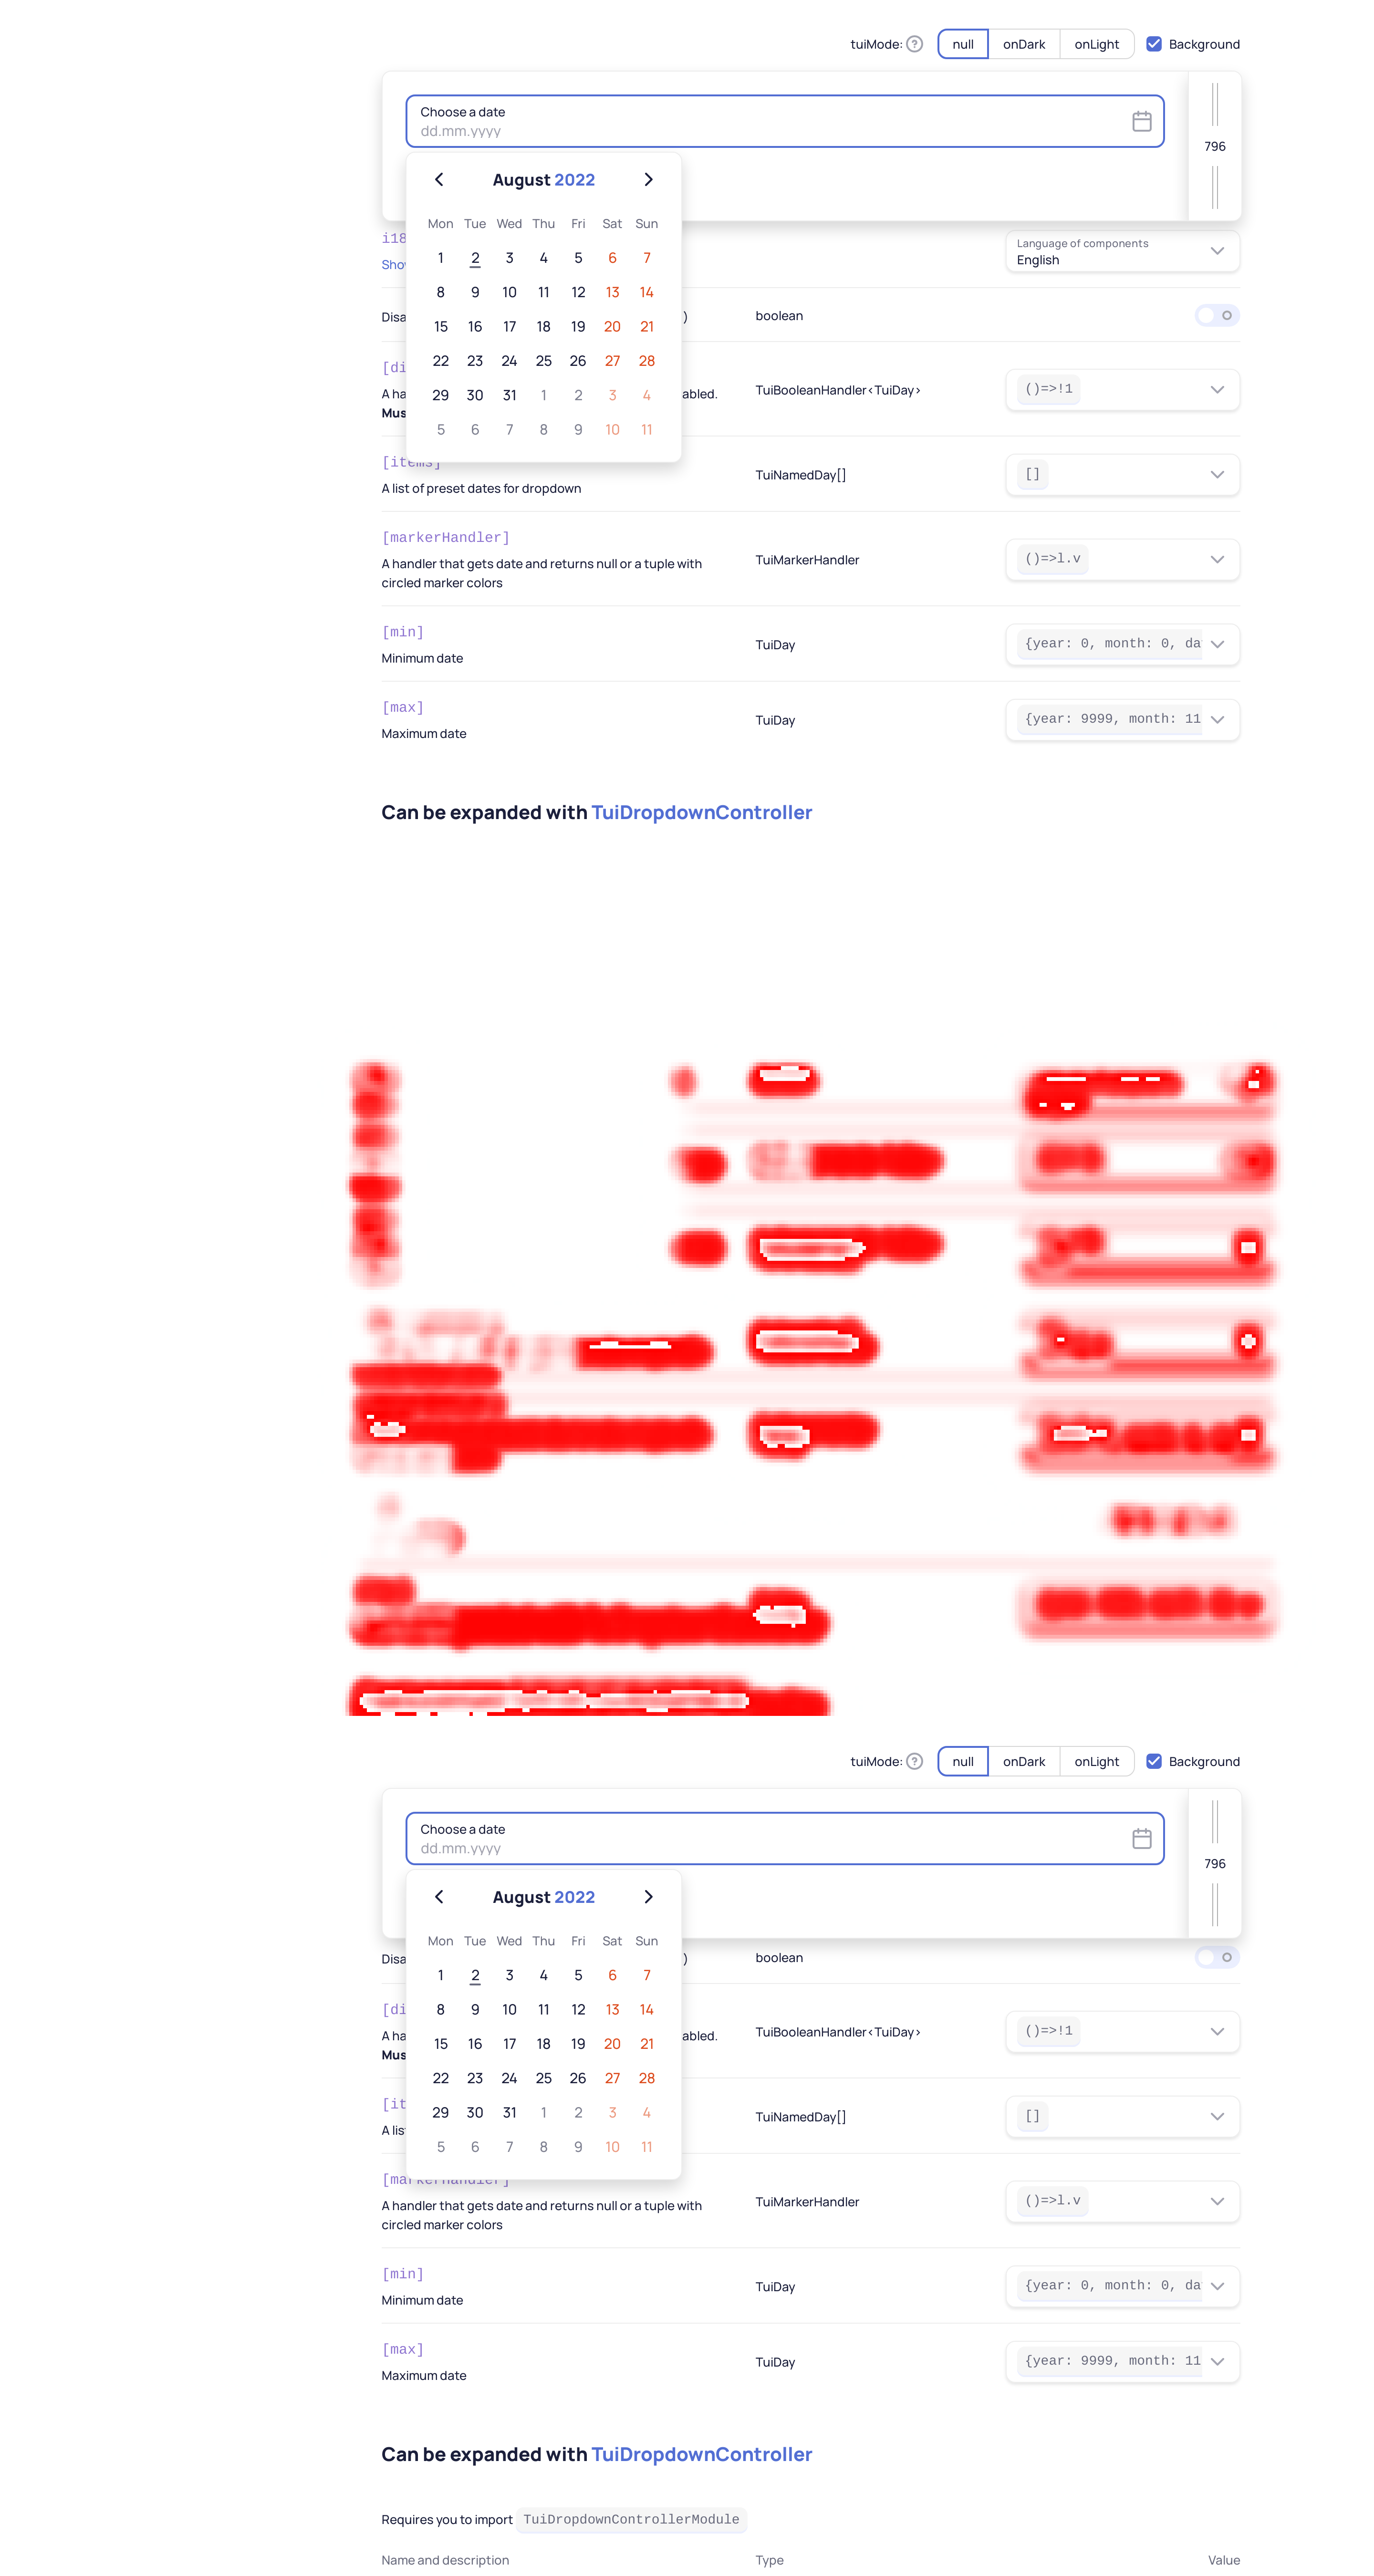 tuiMode: null onDark onLight Background
Choose a date
dd.mm.yyyy
796
August 2022
Mon Tue Wed Thu Fri Sat Sun
1 2 3 4 5 6 7
8 9 10 11 12 13 14
15 16 17 18 19 20 21
22 23 24 25 26 27 28
29 30 31 1 2 3 4
5 6 7 8 9 10 11
i18
Language of components
English
Disa ) boolean
[di
A ha abled. TuiBooleanHandler<TuiDay> ()=>!1
Mus
[items]
A list of preset dates for dropdown TuiNamedDay[] []
[markerHandler]
A handler that gets date and returns null or a tuple with TuiMarkerHandler ()=>l.v
circled marker colors
[min]
Minimum date TuiDay {year: 0, month: 0, da
[max]
Maximum date TuiDay {year: 9999, month: 11
Can be expanded with TuiDropdownController
tuiMode: null onDark onLight Background
Choose a date
dd.mm.yyyy
796
August 2022
Mon Tue Wed Thu Fri Sat Sun
1 2 3 4 5 6 7
8 9 10 11 12 13 14
15 16 17 18 19 20 21
22 23 24 25 26 27 28
29 30 31 1 2 3 4
5 6 7 8 9 10 11
Disa ) boolean
[di
A ha abled. TuiBooleanHandler<TuiDay> ()=>!1
Mus
[it
A lis TuiNamedDay[] []
[markerHandler]
A handler that gets date and returns null or a tuple with TuiMarkerHandler ()=>l.v
circled marker colors
[min]
Minimum date TuiDay {year: 0, month: 0, da
[max]
Maximum date TuiDay {year: 9999, month: 11
Can be expanded with TuiDropdownController
Requires you to import TuiDropdownControllerModule
Name and description Type Value